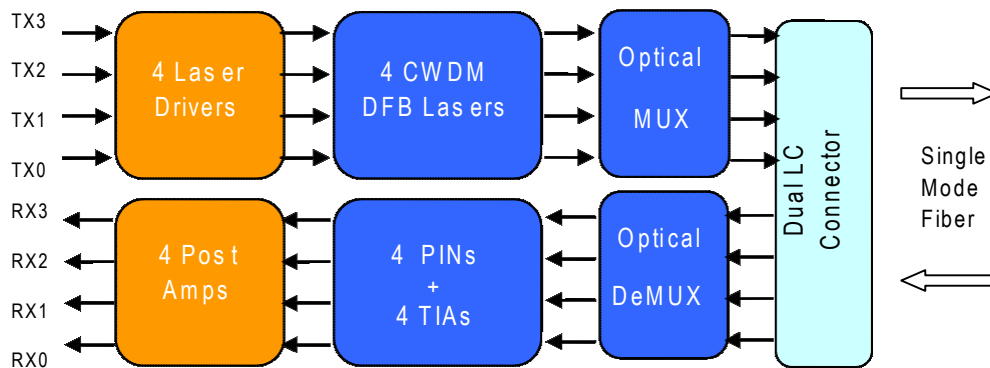 TX3
TX2
TX1
TX0
4 Laser
Drivers
4 CWDM
DFB Lasers
Optical
MUX
Dual LC
Connector
Single
Mode
Fiber
RX3
RX2
RX1
RX0
4 Post
Amps
4 PINs
+
4 TIAs
Optical
DeMUX